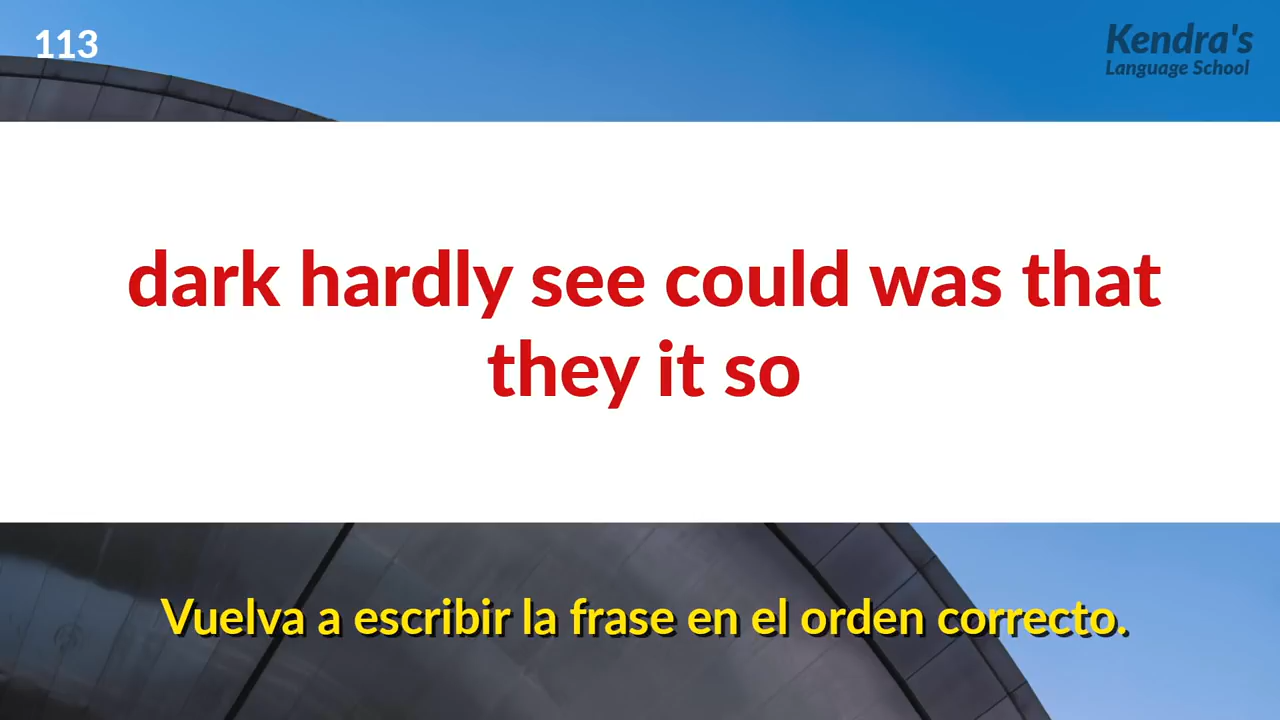 113
Kendra's
Language School
dark hardly see could was that
they it so
Vuelva a escribir la frase en el orden correcto.